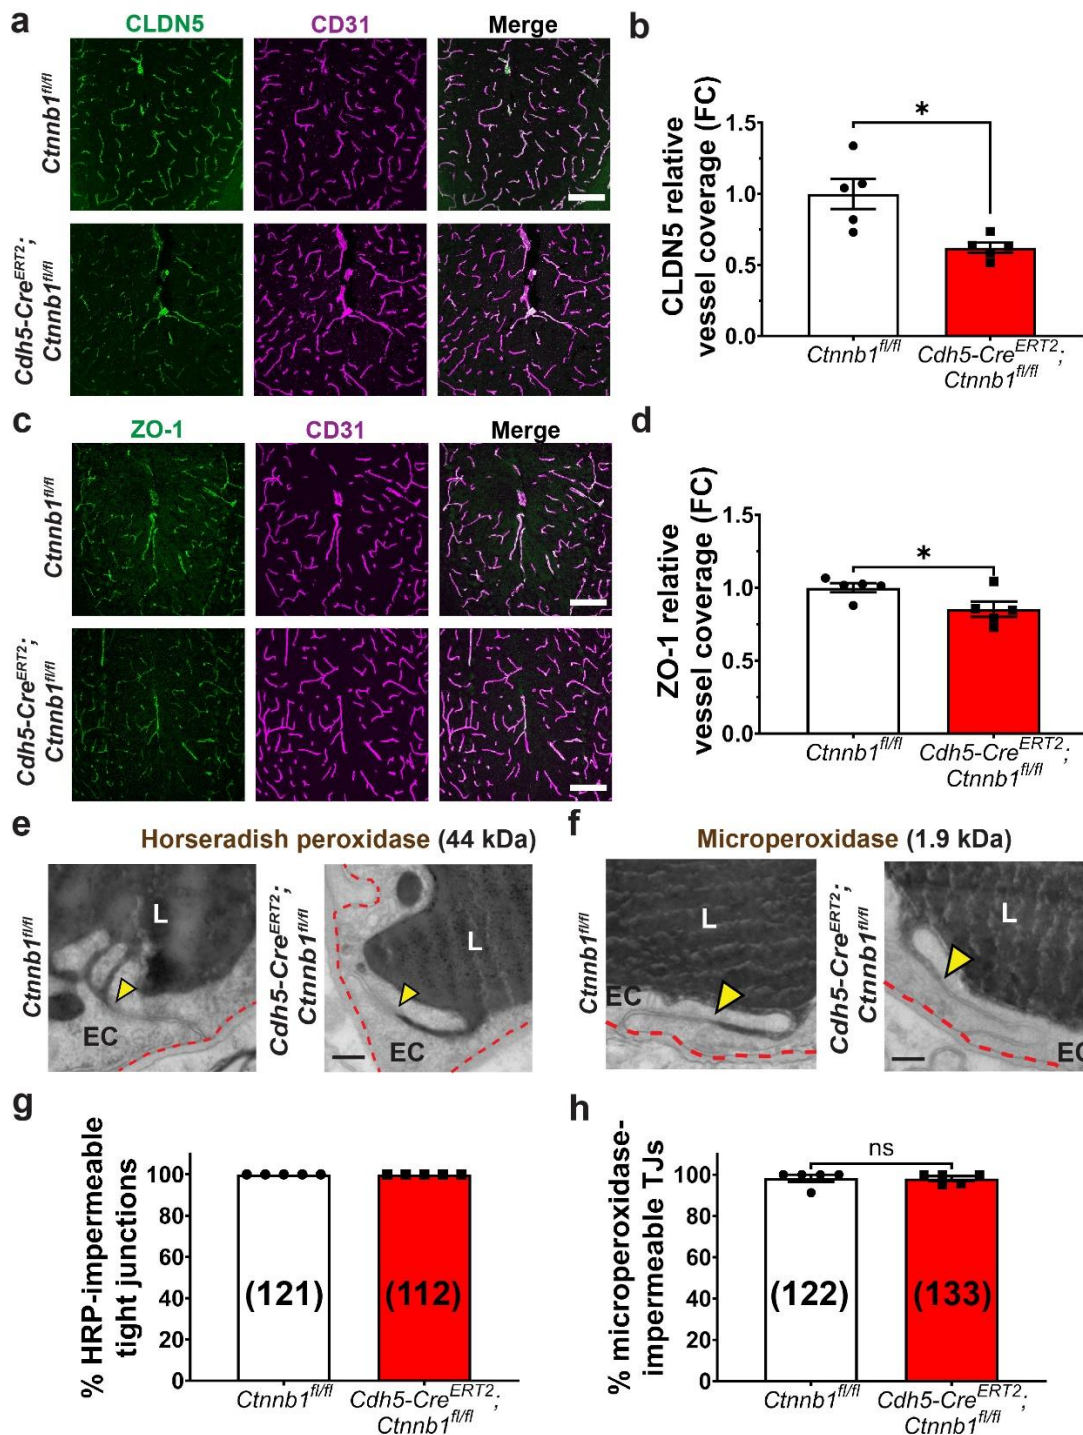 a
CLDN5 CD31 Merge
Ctnnb1fl/fl
Cdh5-CreERT2;
Ctnnb1fl/fl
b
CLDN5 relative
vessel coverage (FC)
1.5
1.0
0.5
0.0
*
Ctnnb1fl/fl
Cdh5-CreERT2;
Ctnnb1fl/fl
c
ZO-1 CD31 Merge
Ctnnb1fl/fl
Cdh5-CreERT2;
Ctnnb1fl/fl
d
ZO-1 relative
vessel coverage (FC)
1.5
1.0
0.5
0.0
*
Ctnnb1fl/fl
Cdh5-CreERT2;
Ctnnb1fl/fl
e
Horseradish peroxidase (44 kDa)
Ctnnb1fl/fl
L
EC
Cdh5-CreERT2;
Ctnnb1fl/fl
L
EC
f
Microperoxidase (1.9 kDa)
Ctnnb1fl/fl
L
EC
Cdh5-CreERT2;
Ctnnb1fl/fl
L
EC
g
% HRP-impermeable
tight junctions
100
80
60
40
20
0
(121) (112)
Ctnnb1fl/fl
Cdh5-CreERT2;
Ctnnb1fl/fl
h
% microperoxidase-
impermeable TJs
100
80
60
40
20
0
ns
(122) (133)
Ctnnb1fl/fl
Cdh5-CreERT2;
Ctnnb1fl/fl